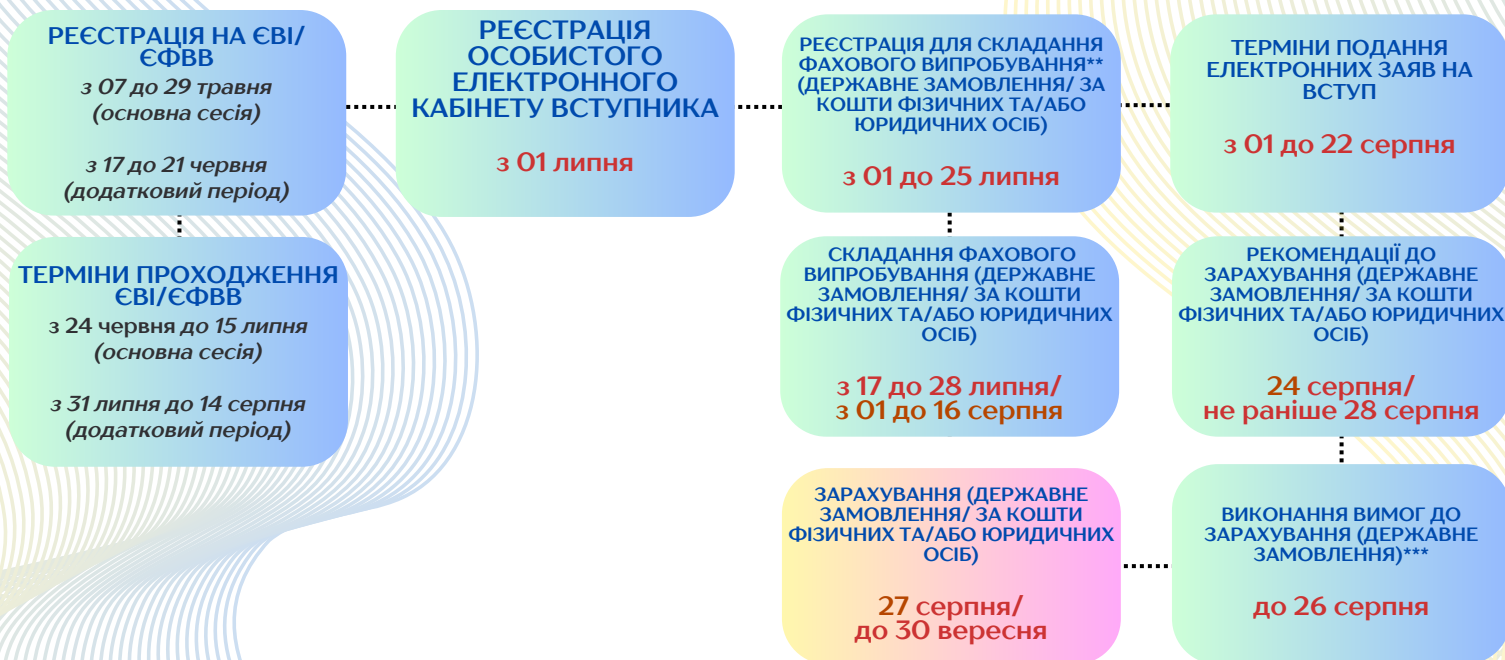 РЕЄСТРАЦІЯ НА ЄВІ/
ЄФВВ
з 07 до 29 травня
(основна сесія)
з 17 до 21 червня
(додатковий період)
ТЕРМІНИ ПРОХОДЖЕННЯ
ЄВІ/ЄФВВ
з 24 червня до 15 липня
(основна сесія)
з 31 липня до 14 серпня
(додатковий період)
РЕЄСТРАЦІЯ
ОСОБИСТОГО
ЕЛЕКТРОННОГО
КАБІНЕТУ ВСТУПНИКА
з 01 липня
РЕЄСТРАЦІЯ ДЛЯ СКЛАДАННЯ
ФАХОВОГО ВИПРОБУВАННЯ**
(ДЕРЖАВНЕ ЗАМОВЛЕННЯ/ ЗА
КОШТИ ФІЗИЧНИХ ТА/АБО
ЮРИДИЧНИХ ОСІБ)
з 01 до 25 липня
СКЛАДАННЯ ФАХОВОГО
ВИПРОБУВАННЯ (ДЕРЖАВНЕ
ЗАМОВЛЕННЯ/ ЗА КОШТИ
ФІЗИЧНИХ ТА/АБО ЮРИДИЧНИХ
ОСІБ)
з 17 до 28 липня/
з 01 до 16 серпня
ТЕРМІНИ ПОДАННЯ
ЕЛЕКТРОННИХ ЗАЯВ НА
ВСТУП
з 01 до 22 серпня
РЕКОМЕНДАЦІЇ ДО
ЗАРАХУВАННЯ (ДЕРЖАВНЕ
ЗАМОВЛЕННЯ/ ЗА КОШТИ
ФІЗИЧНИХ ТА/АБО ЮРИДИЧНИХ
ОСІБ)
24 серпня/
не раніше 28 серпня
ВИКОНАННЯ ВИМОГ ДО
ЗАРАХУВАННЯ (ДЕРЖАВНЕ
ЗАМОВЛЕННЯ)***
до 26 серпня
ЗАРАХУВАННЯ (ДЕРЖАВНЕ
ЗАМОВЛЕННЯ/ ЗА КОШТИ
ФІЗИЧНИХ ТА/АБО ЮРИДИЧНИХ
ОСІБ)
27 серпня/
до 30 вересня